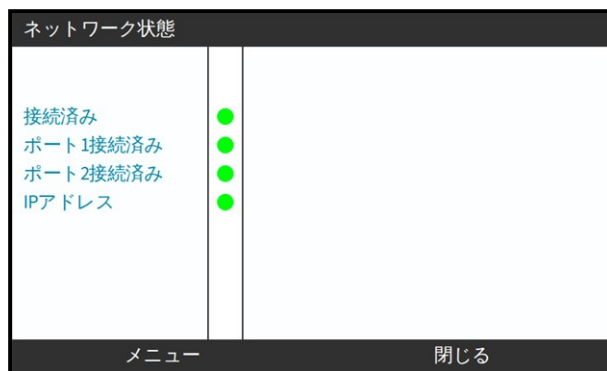 ネットワーク状態
接続済み
ポート1接続済み
ポート2接続済み
IPアドレス
メニュー
閉じる